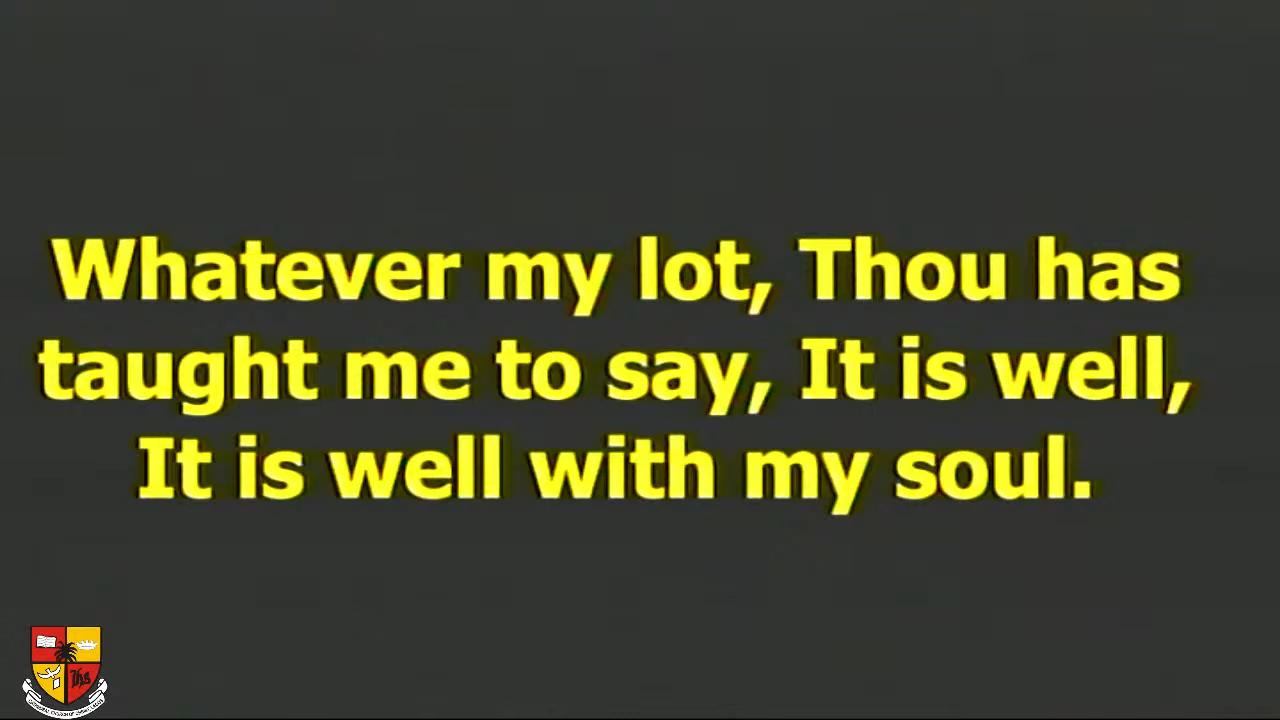 Whatever my lot, Thou has
taught me to say, It is well,
It is well with my soul.